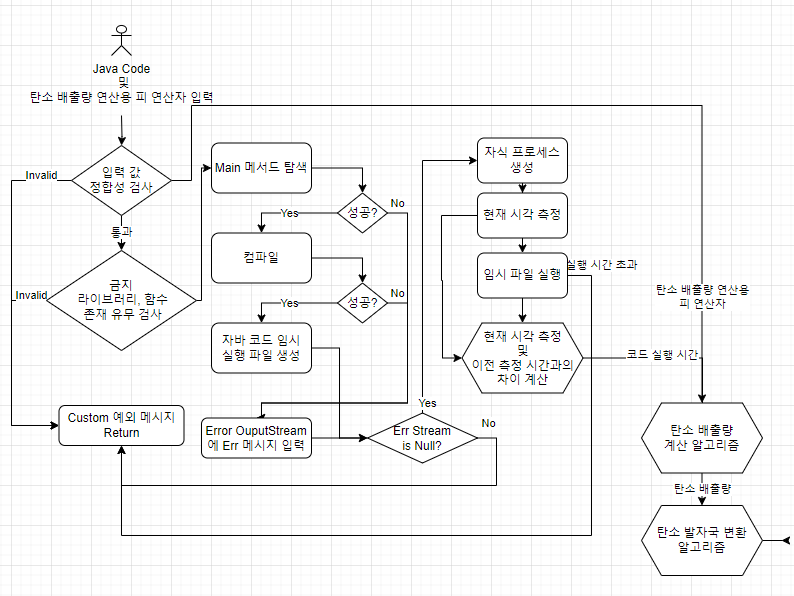 Java Code
및
탄소 배출량 연산용 피 연산자 입력
입력 값
정합성 검사
Invalid
통과
금지
라이브러리, 함수
존재 유무 검사
Invalid
Custom 예외 메시지
Return
Main 메서드 탐색
성공?
No
Yes
컴파일
성공?
No
Yes
자바 코드 임시
실행 파일 생성
Error OuputStream
에 Err 메시지 입력
Err Stream
is Null?
Yes
No
자식 프로세스
생성
현재 시각 측정
임시 파일 실행
실행 시간 초과
현재 시각 측정
및
이전 측정 시간과의
차이 계산
코드 실행 시간
탄소 배출량 연산용
피 연산자
탄소 배출량
계산 알고리즘
탄소 배출량
탄소 발자국 변환
알고리즘